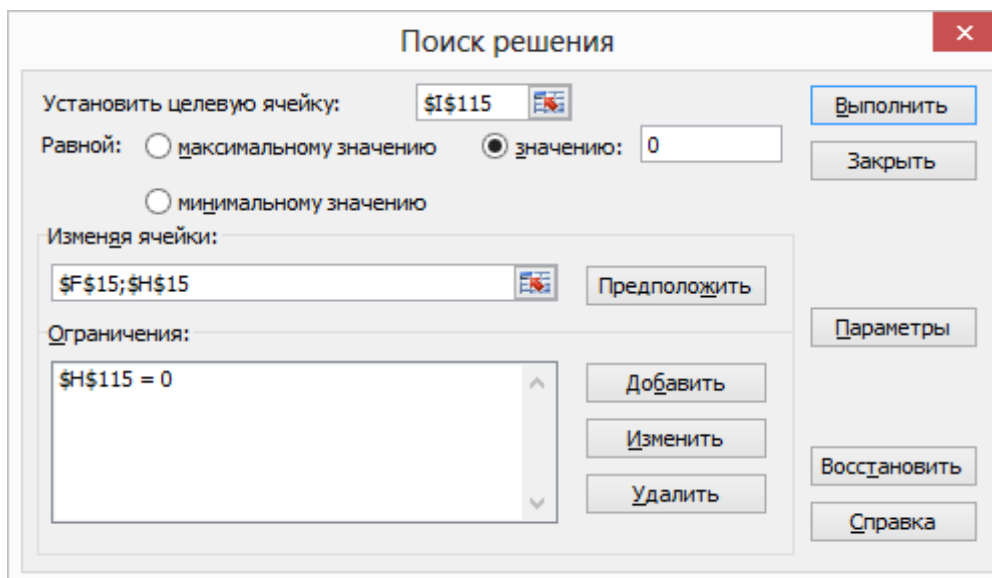 Поиск решения
Установить целевую ячейку: $I$115 Выполнить
Равной: максимальному значению значению: 0 Закрыть
минимальному значению
Изменяя ячейки:
$F$15;$H$15 Предположить
Ограничения: Параметры
$H$115 = 0 Добавить
Изменить
Восстановить
Удалить
Справка